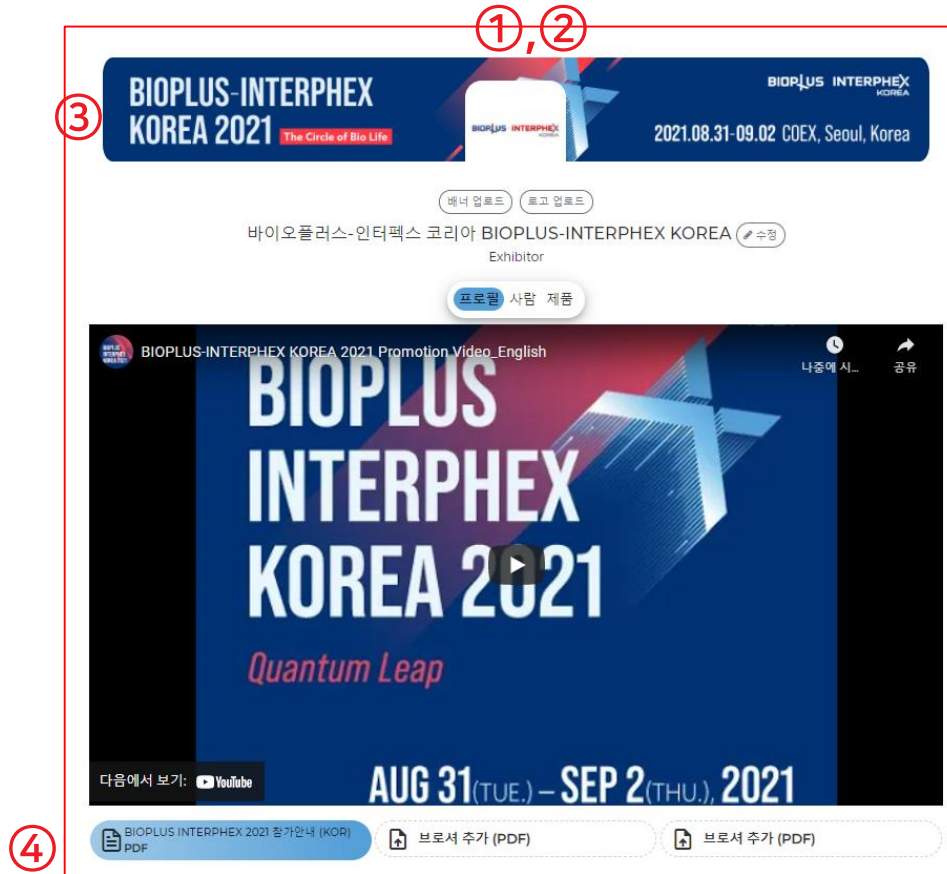 ①,②
③
BIOPLUS-INTERPHEX
KOREA 2021 The Circle of Bio Life
BIOPLUS INTERPHEX
KOREA
BIOPLUS INTERPHEX
KOREA
2021.08.31-09.02 COEX, Seoul, Korea
배너 업로드 로고 업로드
바이오플러스-인터펙스 코리아 BIOPLUS-INTERPHEX KOREA 수정
Exhibitor
프로필 사람 제품
BIOPLUS-INTERPHEX KOREA 2021 Promotion Video_English
나중에 시... 공유
BIOPLUS
INTERPHEX
KOREA 2021
Quantum Leap
AUG 31(TUE.) – SEP 2(THU.), 2021
다음에서 보기: YouTube
④
BIOPLUS INTERPHEX 2021 참가안내 (KOR)
PDF
브로셔 추가 (PDF)
브로셔 추가 (PDF)